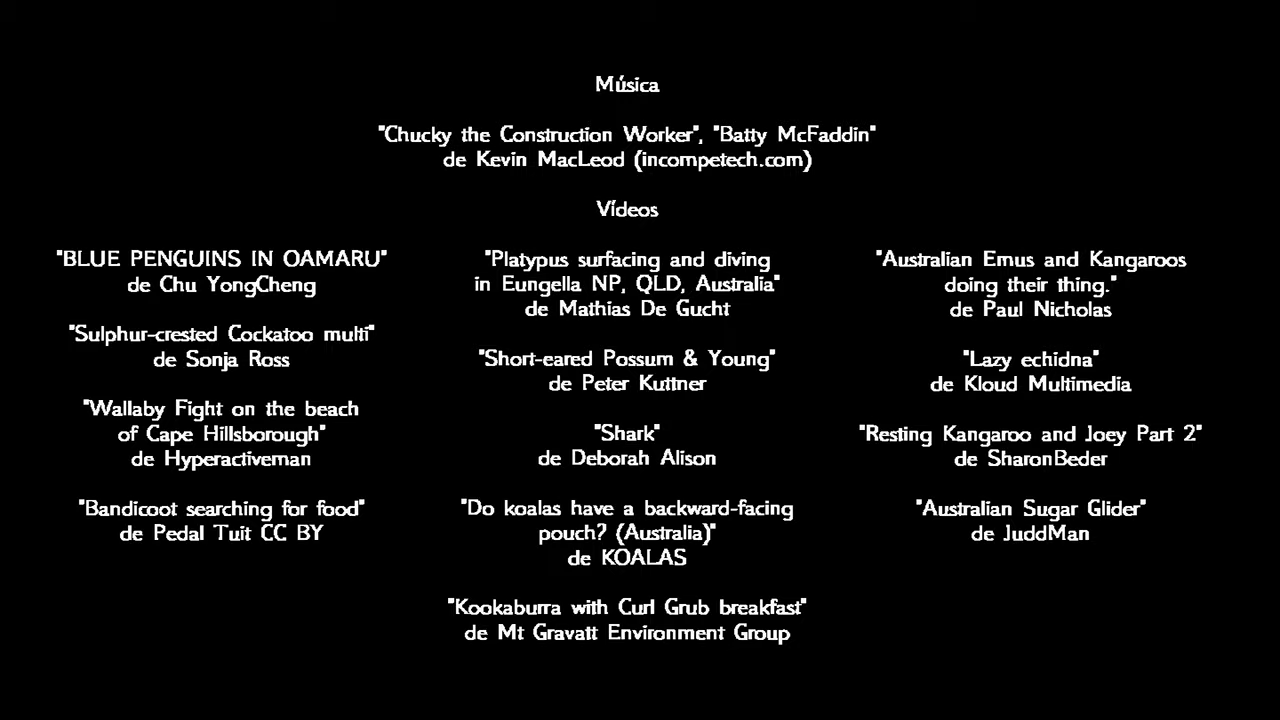 Música
"Chucky the Construction Worker", "Batty McFaddin"
de Kevin MacLeod (incompetech.com)
Vídeos
"BLUE PENGUINS IN OAMARU"
de Chu YongCheng
"Sulphur-crested Cockatoo multi"
de Sonja Ross
"Wallaby Fight on the beach
of Cape Hillsborough"
de Hyperactiveman
"Bandicoot searching for food"
de Pedal Tuit CC BY
"Platypus surfacing and diving
in Eungella NP, QLD, Australia"
de Mathias De Gucht
"Short-eared Possum & Young"
de Peter Kuttner
"Shark"
de Deborah Alison
"Do koalas have a backward-facing
pouch? (Australia)"
de KOALAS
"Kookaburra with Curl Grub breakfast"
de Mt Gravatt Environment Group
"Australian Emus and Kangaroos
doing their thing."
de Paul Nicholas
"Lazy echidna"
de Kloud Multimedia
"Resting Kangaroo and Joey Part 2"
de SharonBeder
"Australian Sugar Glider"
de JuddMan